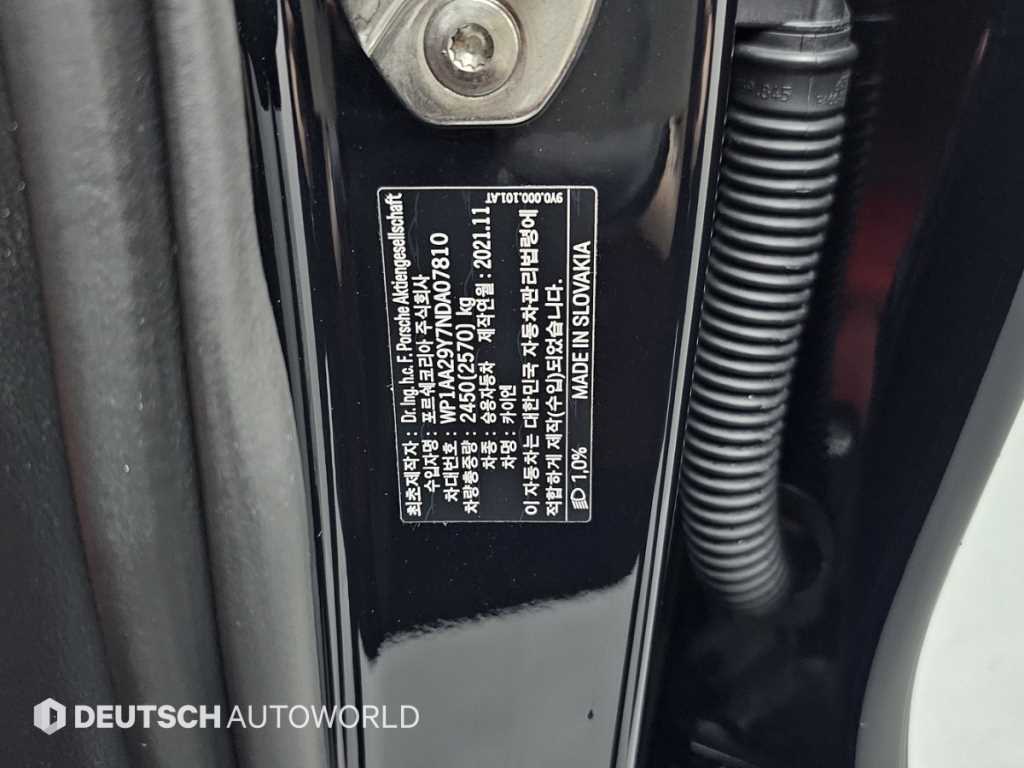 최초제작자 : Dr. Ing. h.c. F. Porsche Aktiengesellschaft
수입자명 : 포르쉐코리아 주식회사
차대번호 : WP1AA29Y7NDA07810
차량총중량 : 2450(2570) kg
차종 : 승용자동차 제작연월 : 2021.11
차명 : 카이엔
9Y0.000.101.AT
이 자동차는 대한민국 자동차관리법령에
적합하게 제작(수입)되었습니다.
1,0% MADE IN SLOVAKIA
DEUTSCH AUTOWORLD